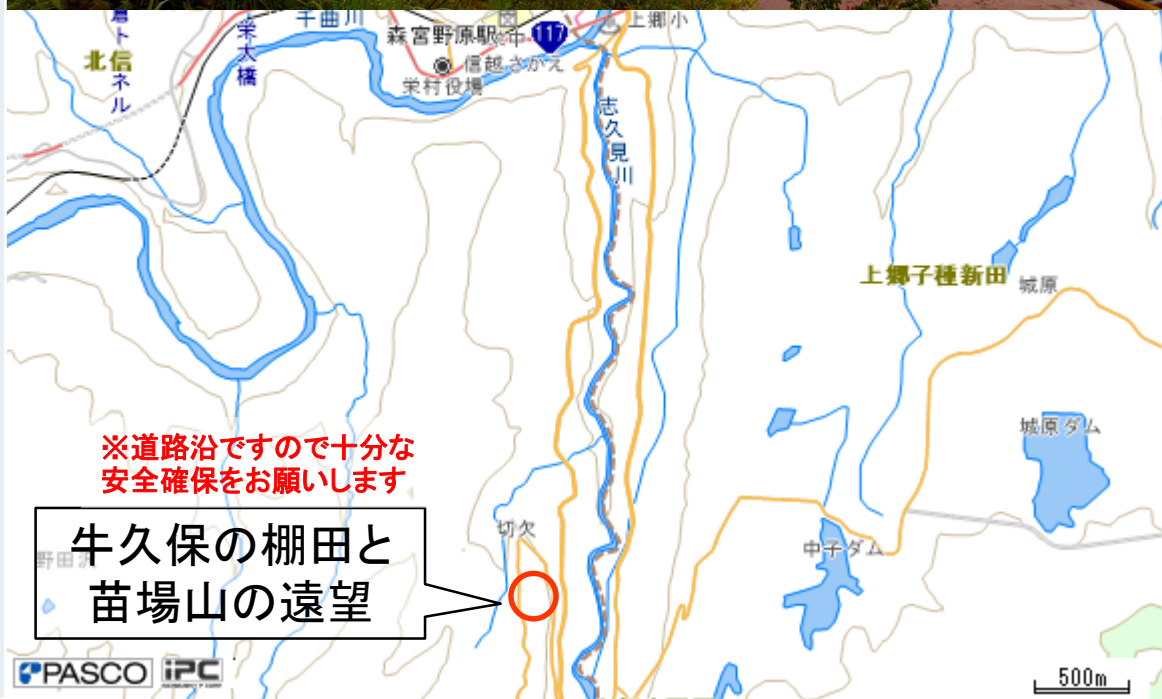 千曲川
森宮野原駅
117
上郷小
信越さかえ
栄村役場
栄大橋
倉トネル
北信
志久見川
上郷子種新田
城原
城原ダム
※道路沿ですので十分な
安全確保をお願いします
切欠
中子ダム
牛久保の棚田と
苗場山の遠望
野田
PASCO
iPC
500m